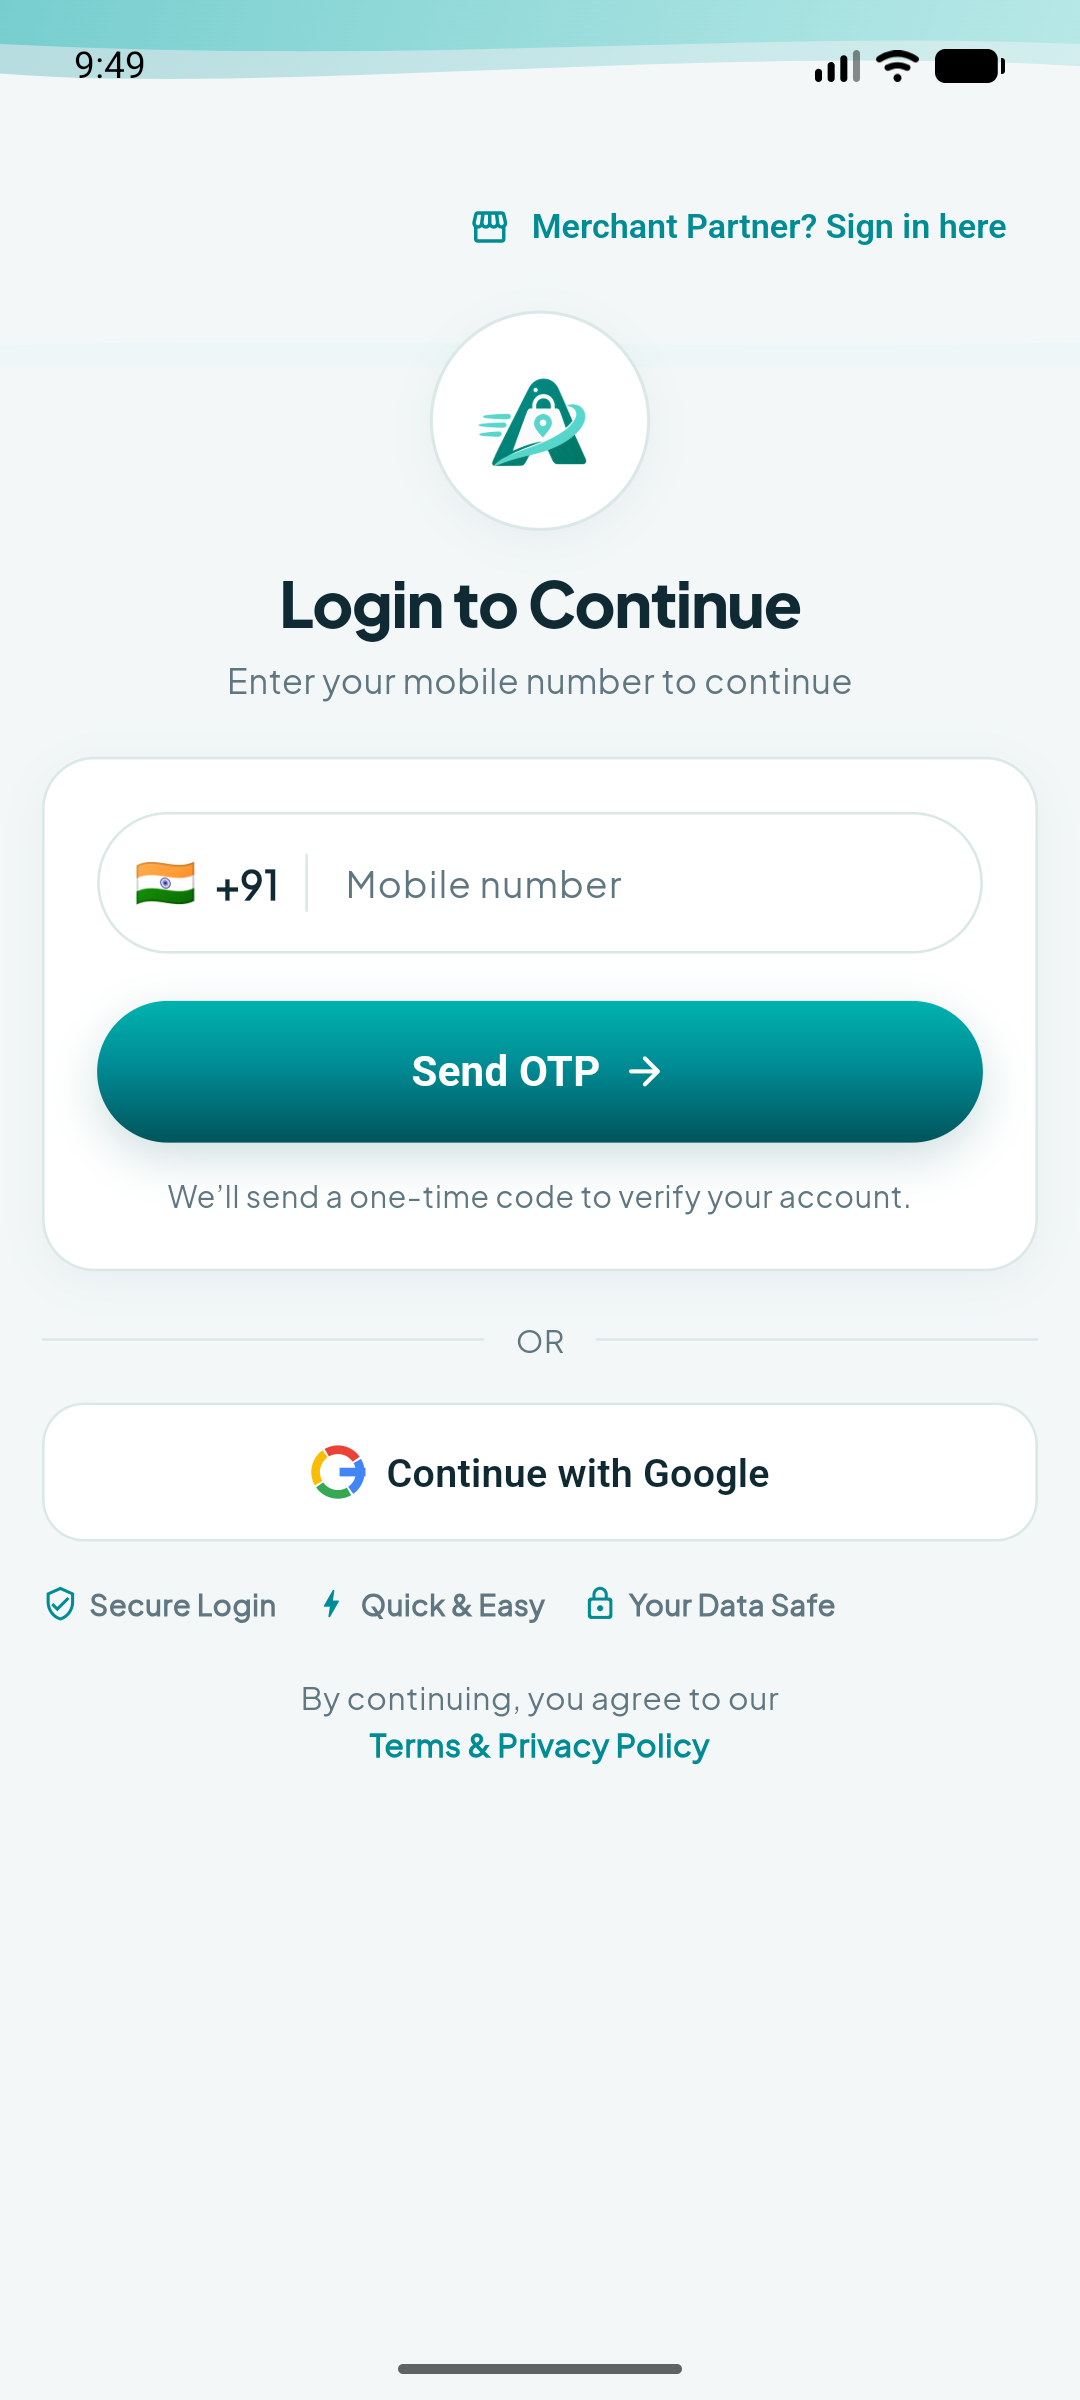 9:49
Merchant Partner? Sign in here
Login to Continue
Enter your mobile number to continue
+91 Mobile number
Send OTP
We’ll send a one-time code to verify your account.
OR
Continue with Google
Secure Login Quick & Easy Your Data Safe
By continuing, you agree to our
Terms & Privacy Policy